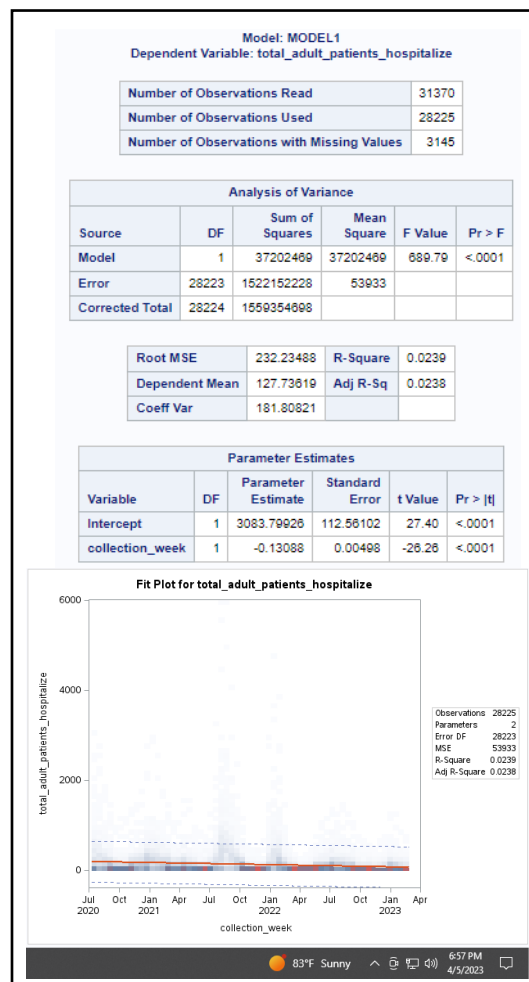 Model: MODEL1
Dependent Variable: total_adult_patients_hospitalize
Number of Observations Read 31370
Number of Observations Used 28225
Number of Observations with Missing Values 3145
Analysis of Variance
Source DF Sum of Squares Mean Square F Value Pr > F
Model 1 37202469 37202469 689.79 <.0001
Error 28223 1522152228 53933
Corrected Total 28224 1559354698
Root MSE 232.23488 R-Square 0.0239
Dependent Mean 127.73619 Adj R-Sq 0.0238
Coeff Var 181.80821
Parameter Estimates
Variable DF Parameter Estimate Standard Error t Value Pr > |t|
Intercept 1 3083.79926 112.56102 27.40 <.0001
collection_week 1 -0.13088 0.00498 -26.26 <.0001
Fit Plot for total_adult_patients_hospitalize
6000
4000
2000
0
total_adult_patients_hospitalize
Jul Oct Jan Apr Jul Oct Jan Apr Jul Oct Jan Apr
2020 2021 2022 2023
collection_week
Observations 28225
Parameters 2
Error DF 28223
MSE 53933
R-Square 0.0239
Adj R-Square 0.0238
83°F Sunny 6:57 PM
4/5/2023